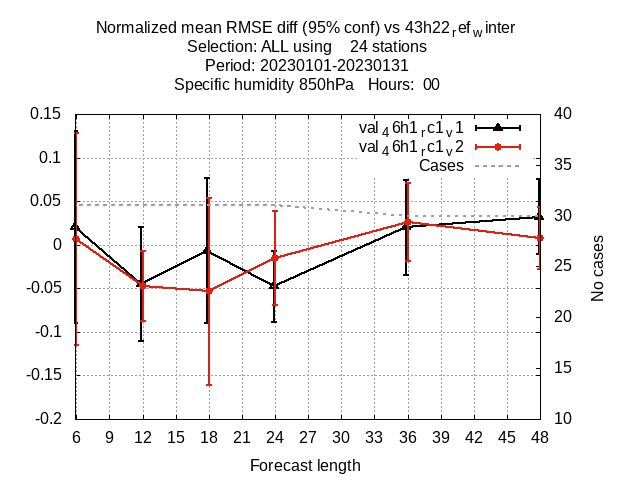 Normalized mean RMSE diff (95% conf) vs 43h22refwinter
Selection: ALL using 24 stations
Period: 20230101-20230131
Specific humidity 850hPa Hours: 00
0.15 40
val46h1rc1v1
val46h1rc1v2
Cases
0.1 35
0.05 30
0 25
-0.05 20
-0.1 15
-0.15 10
-0.2
No cases
6 9 12 15 18 21 24 27 30 33 36 39 42 45 48
Forecast length